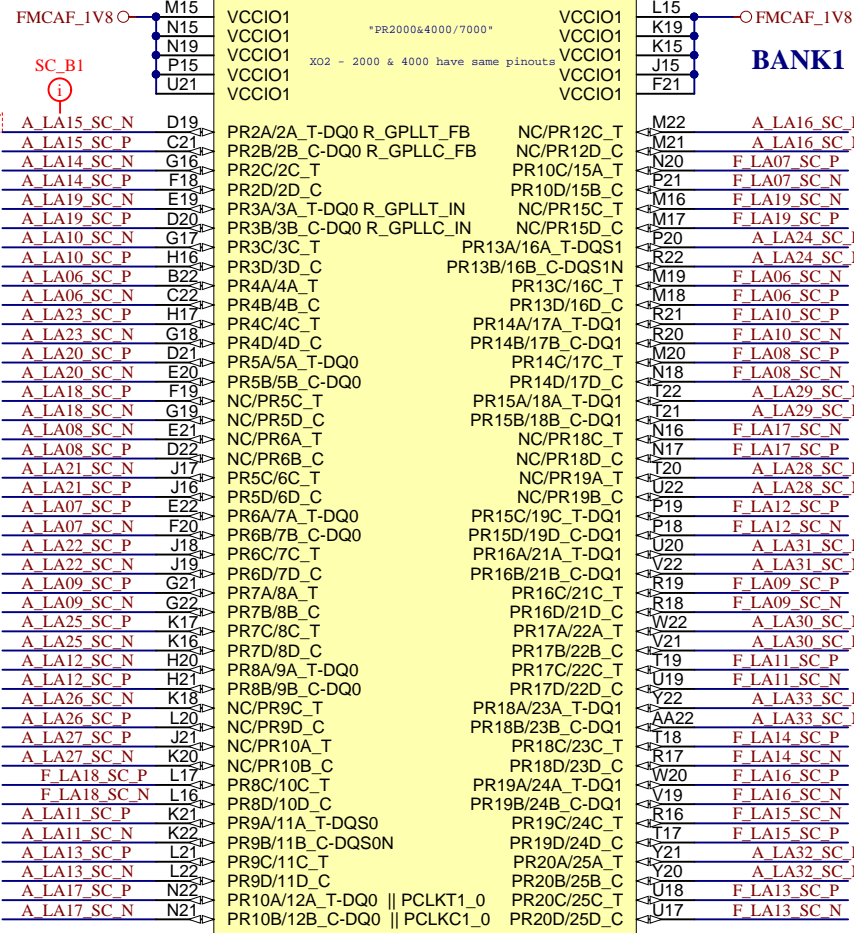 FMCAF_1V8 M15 VCCIO1 VCCIO1 L15 FMCAF_1V8
N15 VCCIO1 "PR2000&4000/7000" VCCIO1 K19
N19 VCCIO1 XO2 - 2000 & 4000 have same pinouts VCCIO1 K15
P15 VCCIO1 VCCIO1 J15
U21 VCCIO1 VCCIO1 F21
BANK1
SC_B1
i
A_LA15_SC_N D19 PR2A/2A_T-DQ0 R_GPLLT_FB NC/PR12C_T M22 A_LA16_SC_
A_LA15_SC_P C21 PR2B/2B_C-DQ0 R_GPLLC_FB NC/PR12D_C M21 A_LA16_SC_
A_LA14_SC_N G16 PR2C/2C_T PR10C/15A_T N20 F_LA07_SC_P
A_LA14_SC_P F18 PR2D/2D_C PR10D/15B_C P21 F_LA07_SC_N
A_LA19_SC_N E19 PR3A/3A_T-DQ0 R_GPLLT_IN NC/PR15C_T M16 F_LA19_SC_N
A_LA19_SC_P D20 PR3B/3B_C-DQ0 R_GPLLC_IN NC/PR15D_C M17 F_LA19_SC_P
A_LA10_SC_N G17 PR3C/3C_T PR13A/16A_T-DQS1 P20 A_LA24_SC_
A_LA10_SC_P H16 PR3D/3D_C PR13B/16B_C-DQS1N R22 A_LA24_SC_
A_LA06_SC_P B22 PR4A/4A_T PR13C/16C_T M19 F_LA06_SC_N
A_LA06_SC_N C22 PR4B/4B_C PR13D/16D_C M18 F_LA06_SC_P
A_LA23_SC_P H17 PR4C/4C_T PR14A/17A_T-DQ1 R21 F_LA10_SC_P
A_LA23_SC_N G18 PR4D/4D_C PR14B/17B_C-DQ1 R20 F_LA10_SC_N
A_LA20_SC_P D21 PR5A/5A_T-DQ0 PR14C/17C_T M20 F_LA08_SC_P
A_LA20_SC_N E20 PR5B/5B_C-DQ0 PR14D/17D_C N18 F_LA08_SC_N
A_LA18_SC_P F19 NC/PR5C_T PR15A/18A_T-DQ1 T22 A_LA29_SC_
A_LA18_SC_N G19 NC/PR5D_C PR15B/18B_C-DQ1 T21 A_LA29_SC_
A_LA08_SC_N E21 NC/PR6A_T NC/PR18C_T N16 F_LA17_SC_N
A_LA08_SC_P D22 NC/PR6B_C NC/PR18D_C N17 F_LA17_SC_P
A_LA21_SC_N J17 PR5C/6C_T NC/PR19A_T T20 A_LA28_SC_
A_LA21_SC_P J16 PR5D/6D_C NC/PR19B_C U22 A_LA28_SC_
A_LA07_SC_P E22 PR6A/7A_T-DQ0 PR15C/19C_T-DQ1 P19 F_LA12_SC_P
A_LA07_SC_N F20 PR6B/7B_C-DQ0 PR15D/19D_C-DQ1 P18 F_LA12_SC_N
A_LA22_SC_P J18 PR6C/7C_T PR16A/21A_T-DQ1 U20 A_LA31_SC_
A_LA22_SC_N J19 PR6D/7D_C PR16B/21B_C-DQ1 V22 A_LA31_SC_
A_LA09_SC_P G21 PR7A/8A_T PR16C/21C_T R19 F_LA09_SC_P
A_LA09_SC_N G22 PR7B/8B_C PR16D/21D_C R18 F_LA09_SC_N
A_LA25_SC_P K17 PR7C/8C_T PR17A/22A_T W22 A_LA30_SC_
A_LA25_SC_N K16 PR7D/8D_C PR17B/22B_C V21 A_LA30_SC_
A_LA12_SC_N H20 PR8A/9A_T-DQ0 PR17C/22C_T T19 F_LA11_SC_P
A_LA12_SC_P H21 PR8B/9B_C-DQ0 PR17D/22D_C U19 F_LA11_SC_N
A_LA26_SC_N K18 NC/PR9C_T PR18A/23A_T-DQ1 Y22 A_LA33_SC_
A_LA26_SC_P L20 NC/PR9D_C PR18B/23B_C-DQ1 AA22 A_LA33_SC_
A_LA27_SC_P J21 NC/PR10A_T PR18C/23C_T T18 F_LA14_SC_P
A_LA27_SC_N K20 NC/PR10B_C PR18D/23D_C R17 F_LA14_SC_N
F_LA18_SC_P L17 PR8C/10C_T PR19A/24A_T-DQ1 W20 F_LA16_SC_P
F_LA18_SC_N L16 PR8D/10D_C PR19B/24B_C-DQ1 V19 F_LA16_SC_N
A_LA11_SC_P K21 PR9A/11A_T-DQS0 PR19C/24C_T R16 F_LA15_SC_N
A_LA11_SC_N K22 PR9B/11B_C-DQS0N PR19D/24D_C T17 F_LA15_SC_P
A_LA13_SC_P L21 PR9C/11C_T PR20A/25A_T Y21 A_LA32_SC_
A_LA13_SC_N L22 PR9D/11D_C PR20B/25B_C Y20 A_LA32_SC_
A_LA17_SC_P N22 PR10A/12A_T-DQ0 || PCLKT1_0 PR20C/25C_T U18 F_LA13_SC_P
A_LA17_SC_N N21 PR10B/12B_C-DQ0 || PCLKC1_0 PR20D/25D_C U17 F_LA13_SC_N